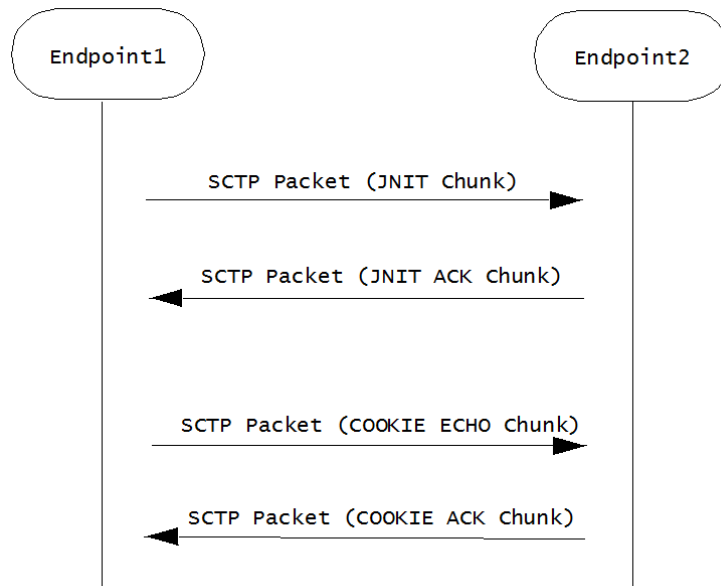 Endpoint1
Endpoint2
SCTP Packet (JNIT Chunk)
SCTP Packet (JNIT ACK Chunk)
SCTP Packet (COOKIE ECHO Chunk)
SCTP Packet (COOKIE ACK Chunk)